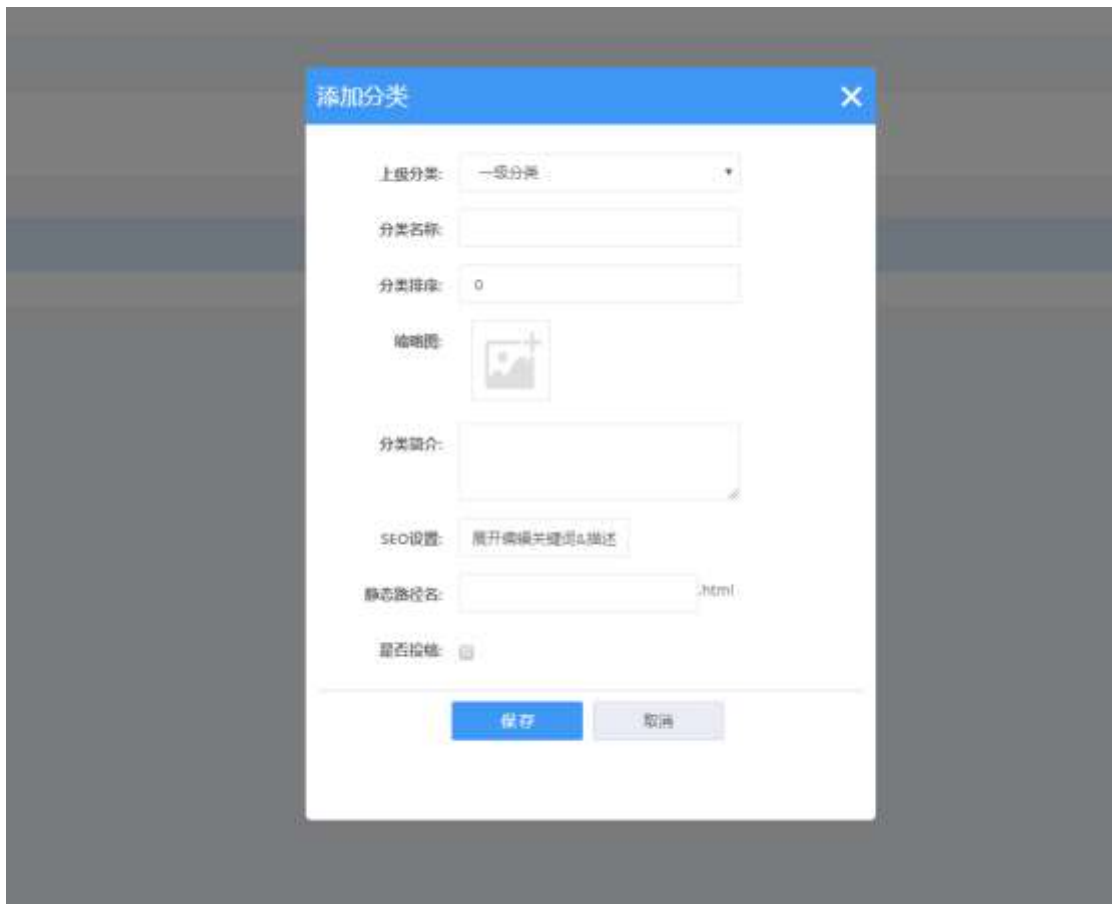 添加分类
上级分类: 一级分类
分类名称:
分类排序: 0
缩略图:
分类简介:
SEO设置: 展开编辑关键词&描述
静态路径名: .html
是否投稿:
保存 取消